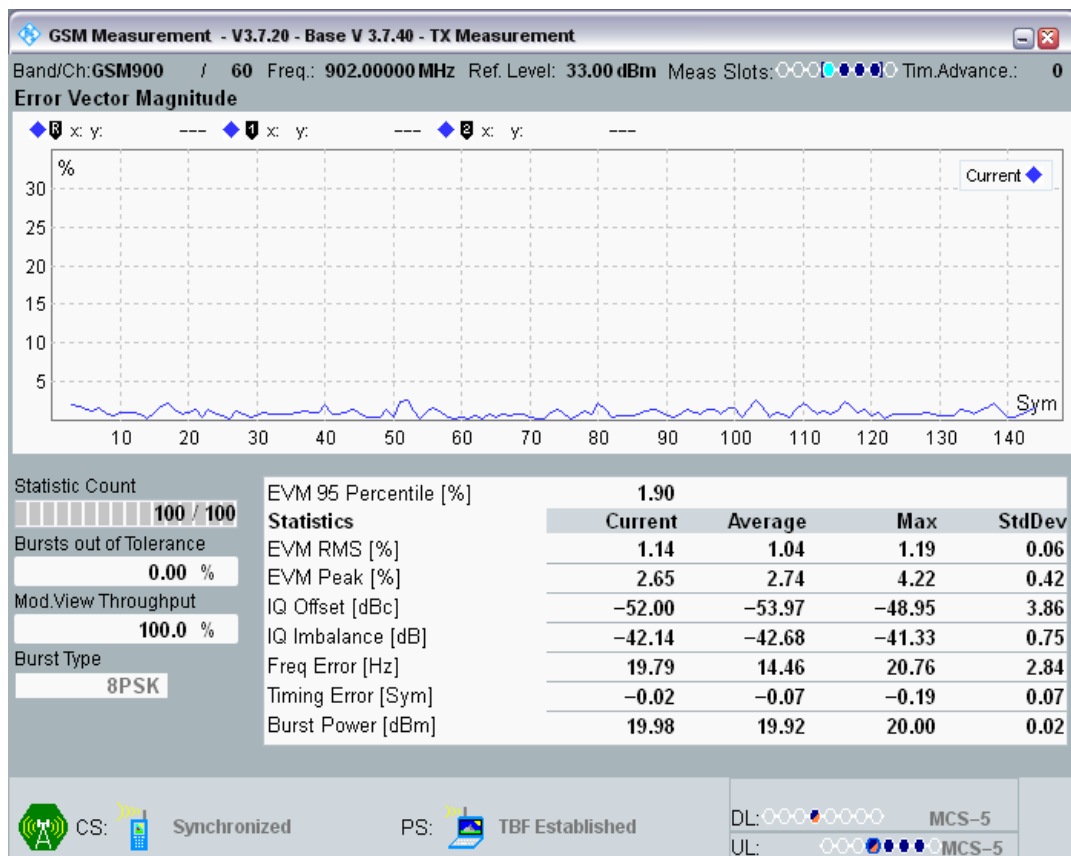 GSM Measurement - V3.7.20 - Base V 3.7.40 - TX Measurement
Band/Ch:GSM900 / 60 Freq.: 902.00000 MHz Ref. Level: 33.00 dBm Meas Slots: Tim.Advance.: 0
Error Vector Magnitude
R x: y: --- 1 x: y: --- 2 x: y: ---
%
Current
30
25
20
15
10
5
Sym
10 20 30 40 50 60 70 80 90 100 110 120 130 140
Statistic Count
100 / 100
Bursts out of Tolerance
0.00 %
Mod.View Throughput
100.0 %
Burst Type
8PSK
EVM 95 Percentile [%] 1.90
Statistics Current Average Max StdDev
EVM RMS [%] 1.14 1.04 1.19 0.06
EVM Peak [%] 2.65 2.74 4.22 0.42
IQ Offset [dBc] −52.00 −53.97 −48.95 3.86
IQ Imbalance [dB] −42.14 −42.68 −41.33 0.75
Freq Error [Hz] 19.79 14.46 20.76 2.84
Timing Error [Sym] −0.02 −0.07 −0.19 0.07
Burst Power [dBm] 19.98 19.92 20.00 0.02
CS: Synchronized PS: TBF Established
DL: MCS−5
UL: MCS−5